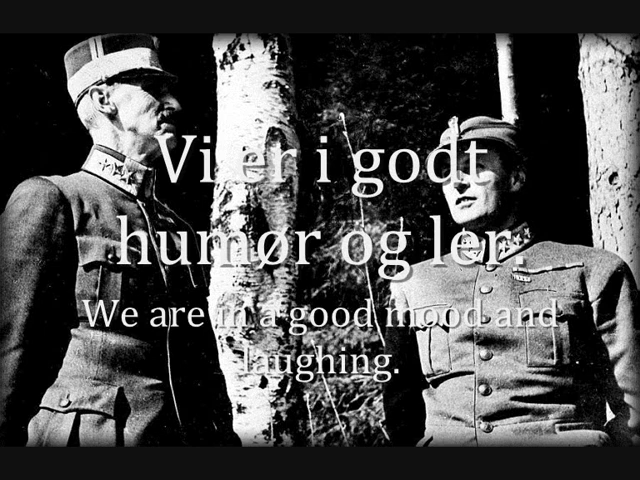 Vi er i godt
humør og ler.
We are in a good mood and
laughing.